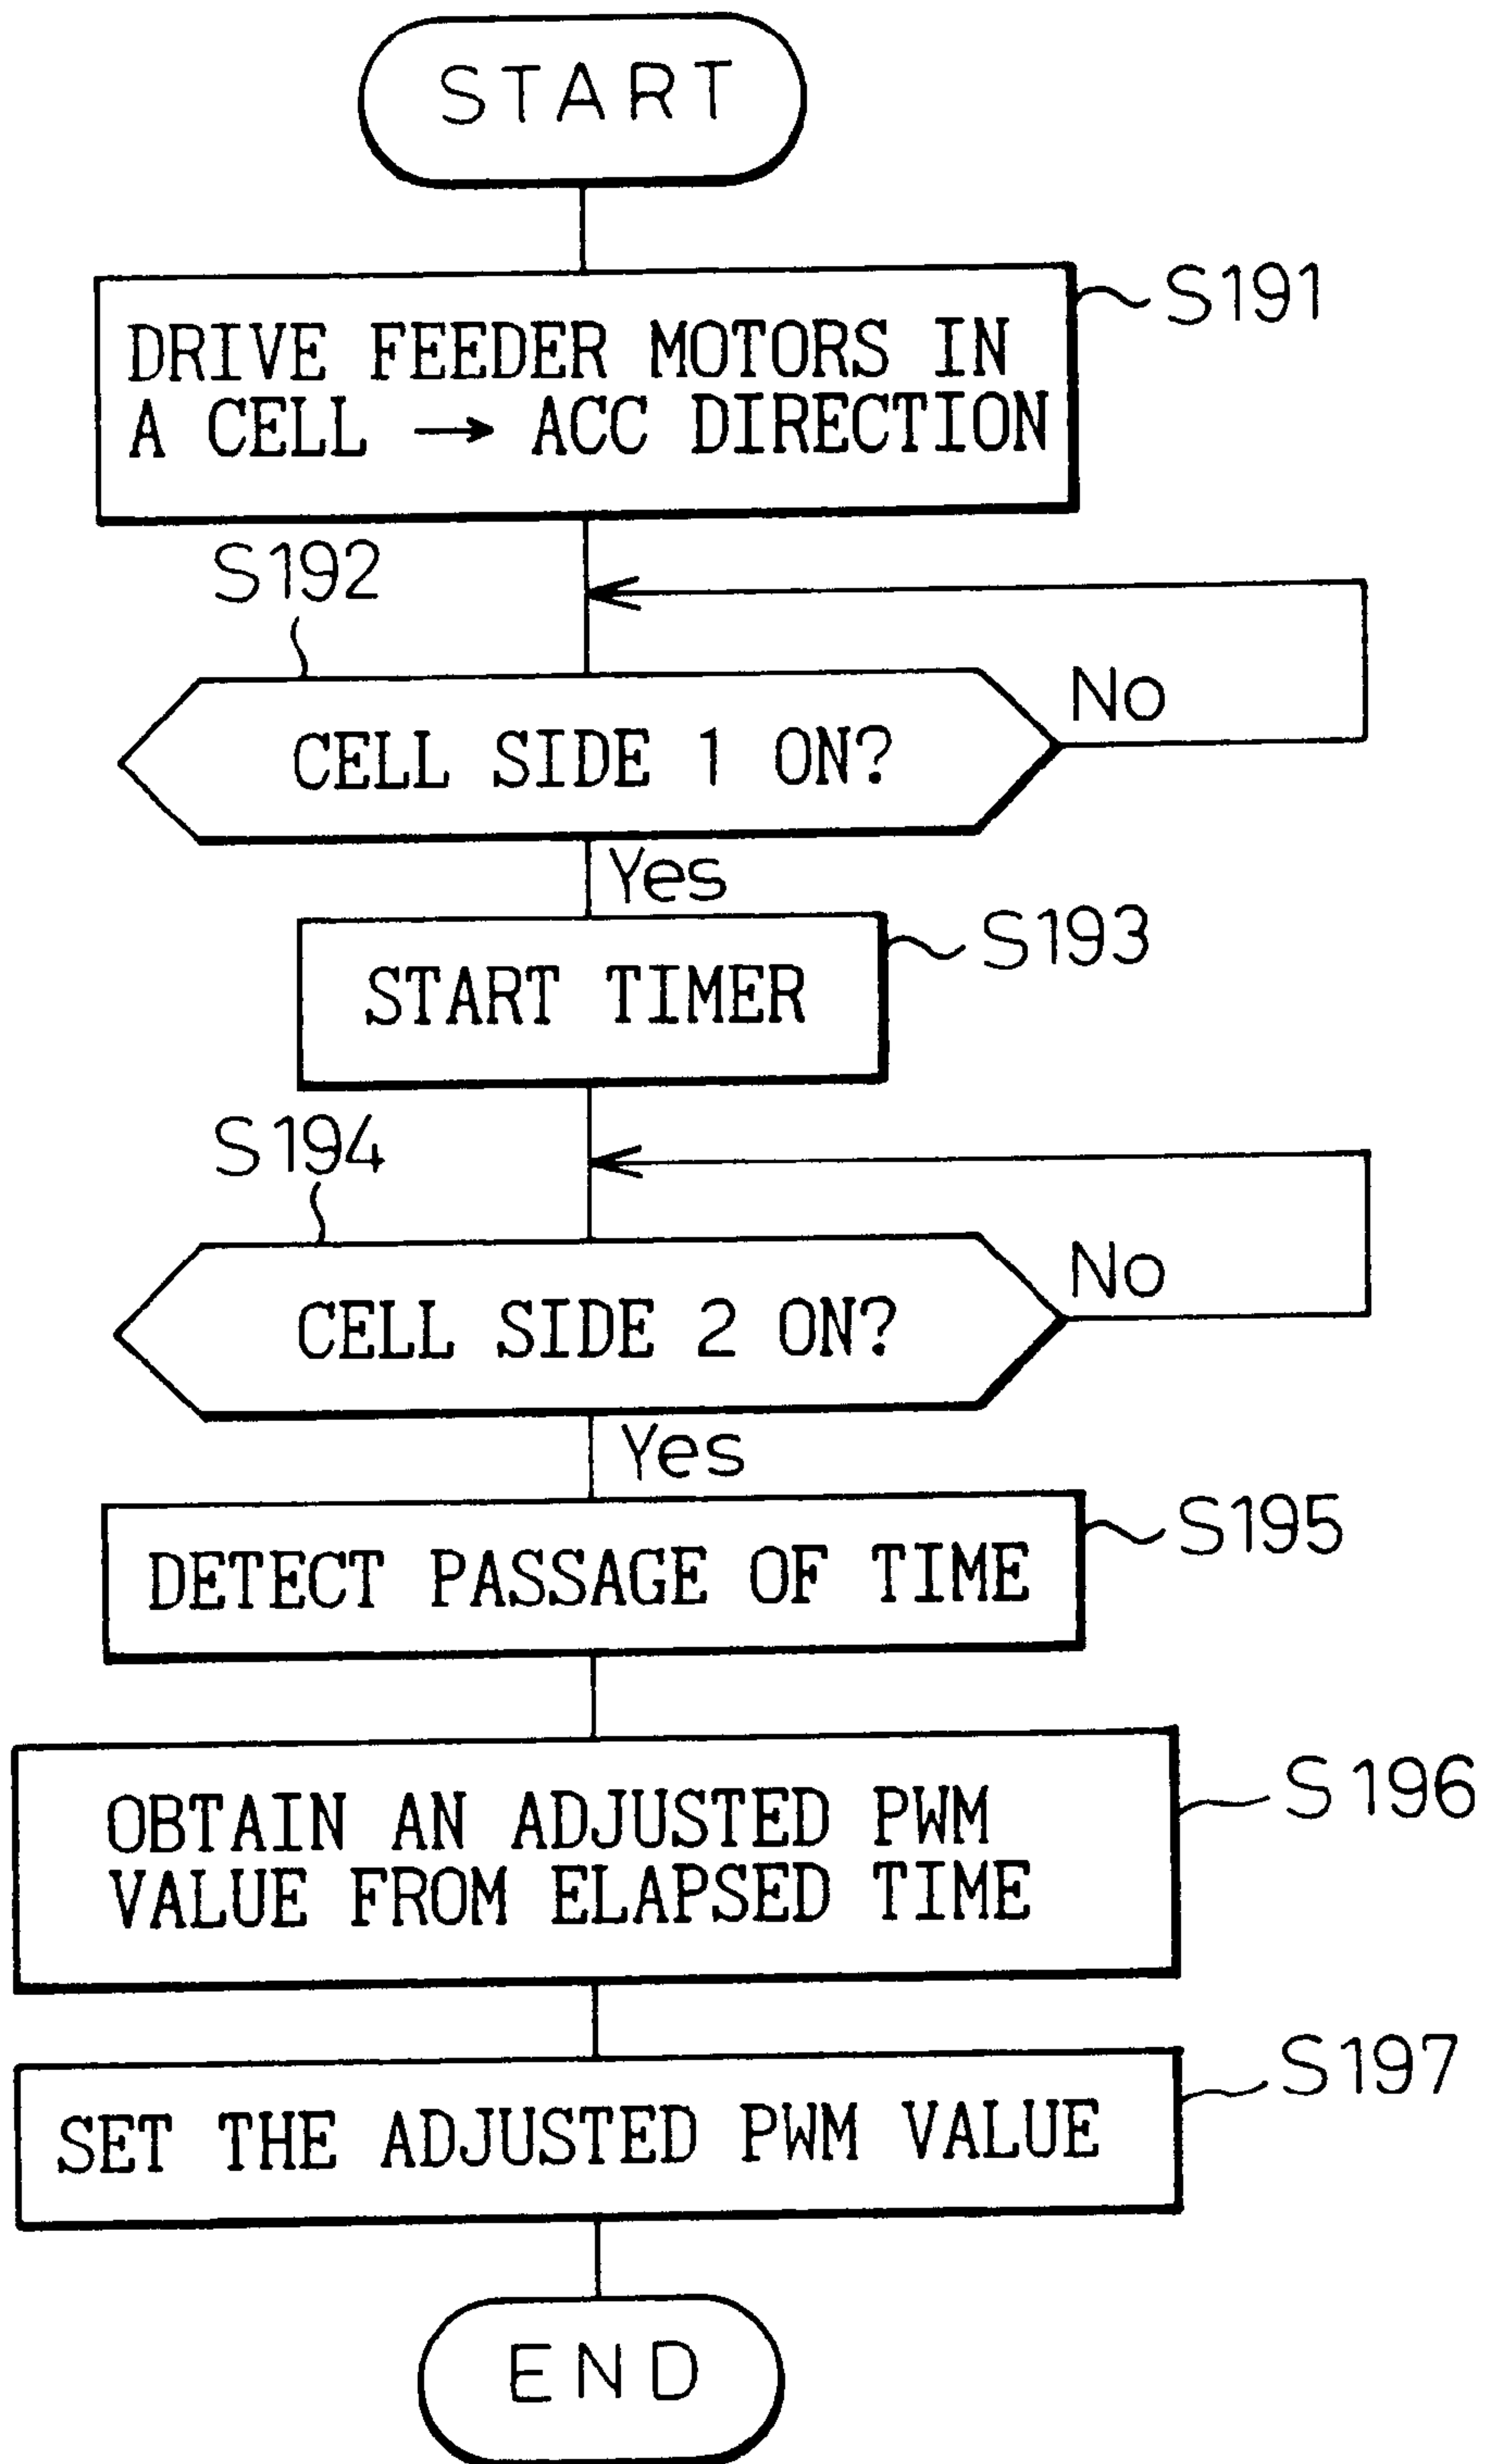 START
S191
DRIVE FEEDER MOTORS IN
A CELL → ACC DIRECTION
S192
No
CELL SIDE 1 ON?
Yes
S193
START TIMER
S194
No
CELL SIDE 2 ON?
Yes
S195
DETECT PASSAGE OF TIME
S196
OBTAIN AN ADJUSTED PWM
VALUE FROM ELAPSED TIME
S197
SET THE ADJUSTED PWM VALUE
END